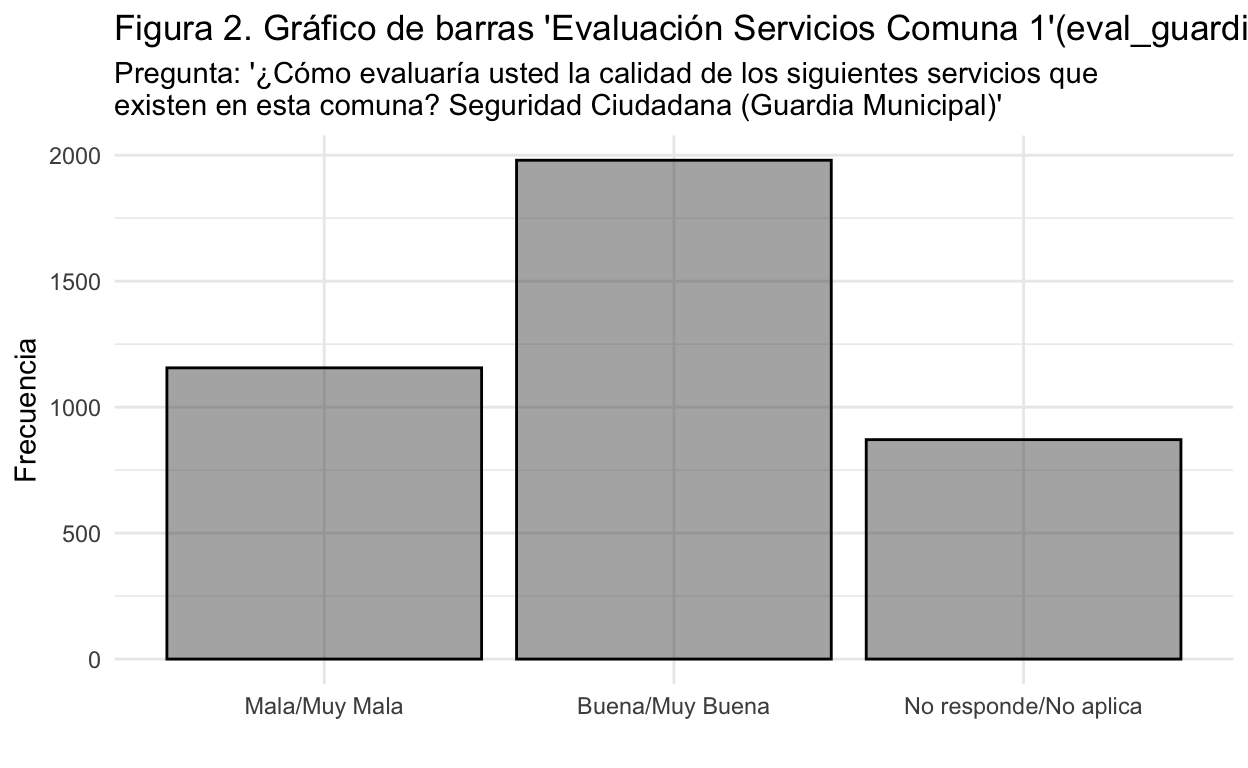 Figura 2. Gráfico de barras 'Evaluación Servicios Comuna 1'(eval_guardi
Pregunta: '¿Cómo evaluaría usted la calidad de los siguientes servicios que
existen en esta comuna? Seguridad Ciudadana (Guardia Municipal)'
2000
1500
1000
500
0
Frecuencia
Mala/Muy Mala
Buena/Muy Buena
No responde/No aplica